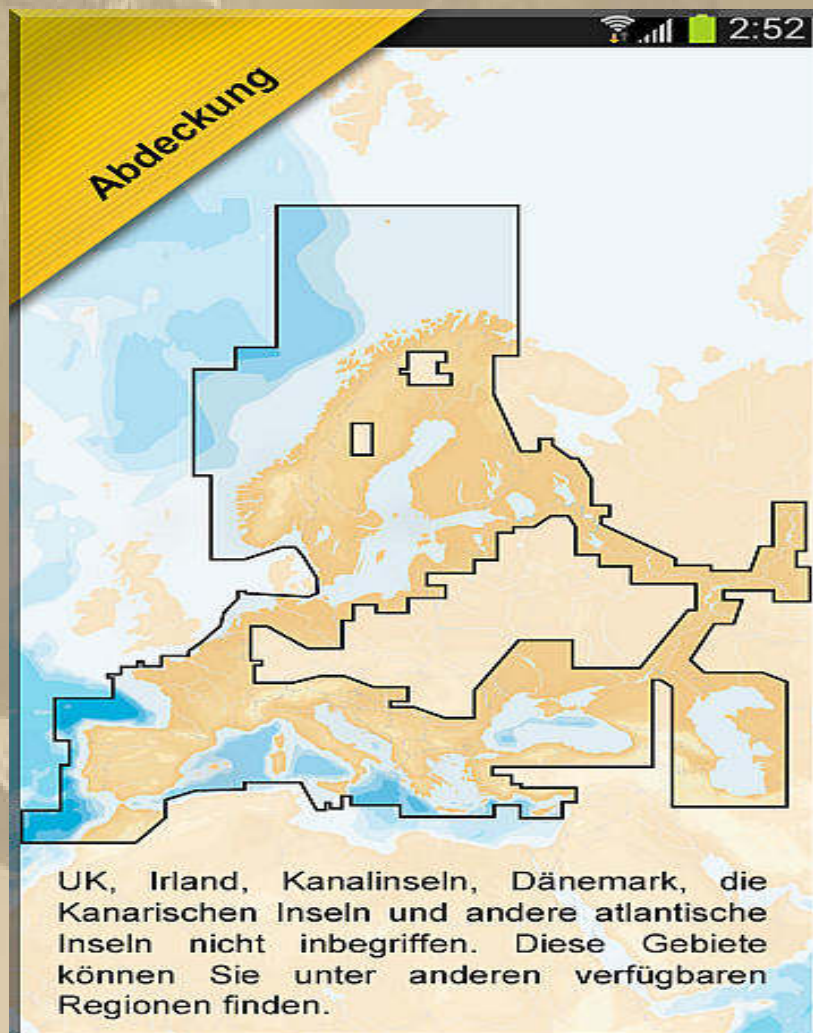 2:52
Abdeckung
UK, Irland, Kanalinseln, Dänemark, die
Kanarischen Inseln und andere atlantische
Inseln nicht inbegriffen. Diese Gebiete
können Sie unter anderen verfügbaren
Regionen finden.